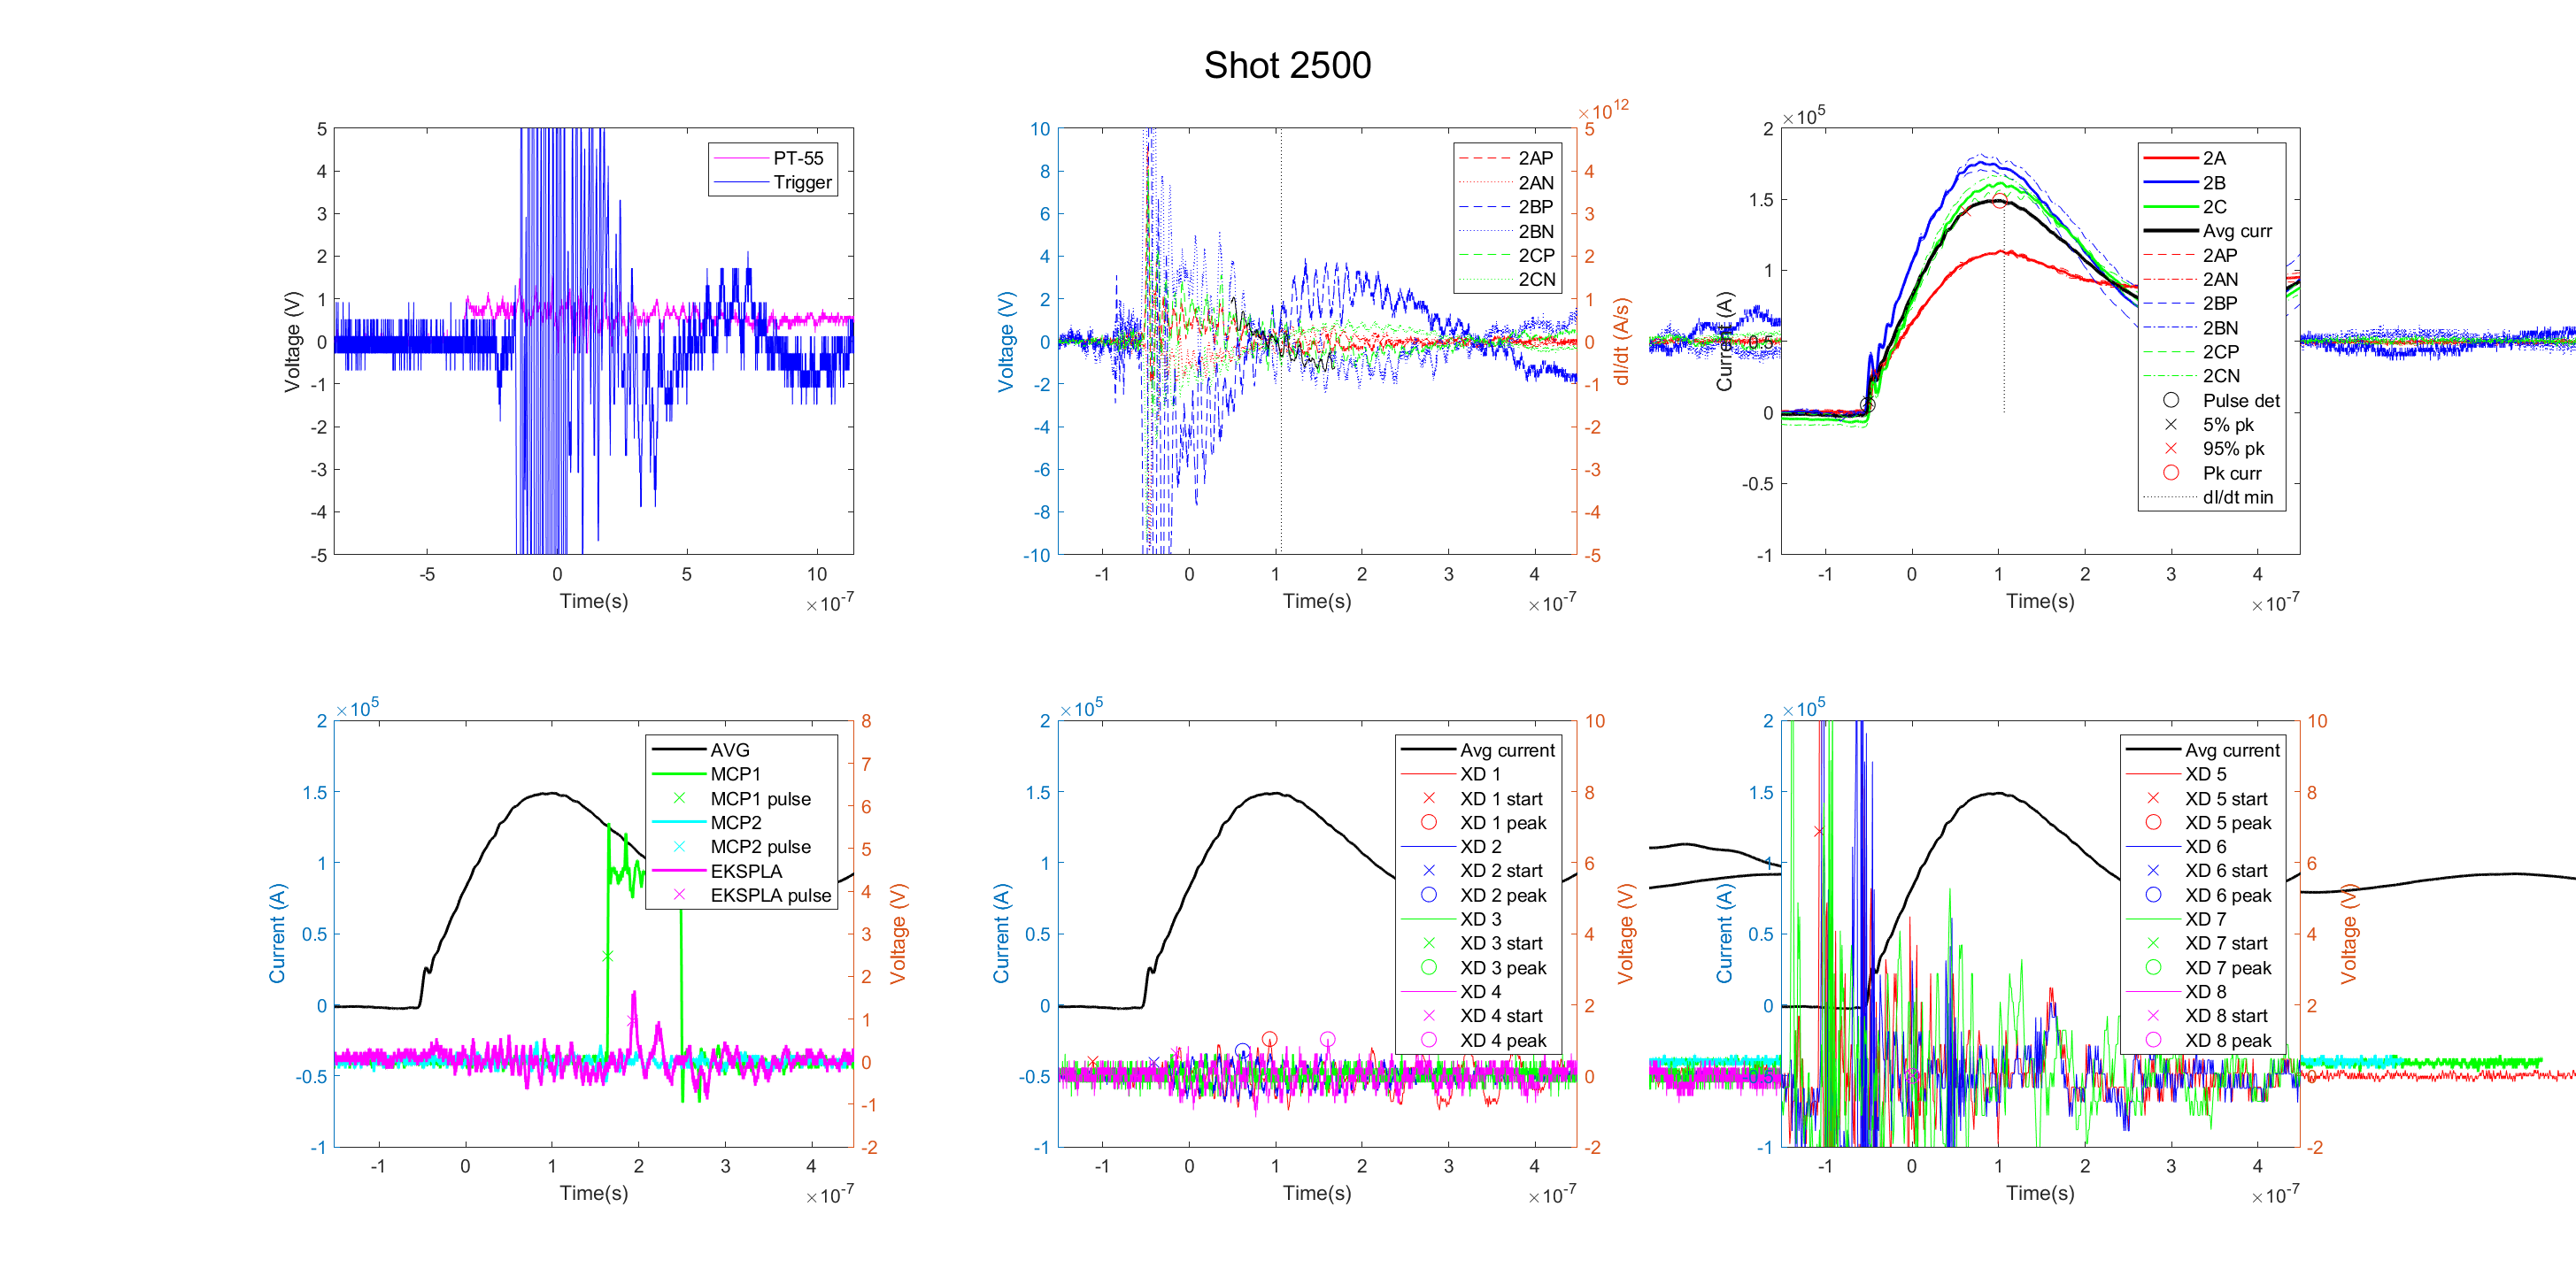 Shot 2500
5
4
3
2
1
0
-1
-2
-3
-4
-5
Voltage (V)
-5 0 5 10
Time(s)
×10-7
PT-55
Trigger
10
8
6
4
2
0
-2
-4
-6
-8
-10
Voltage (V)
×1012
5
4
3
2
1
0
-1
-2
-3
-4
-5
dI/dt (A/s)
-1 0 1 2 3 4
Time(s)
×10-7
2AP
2AN
2BP
2BN
2CP
2CN
×105
2
1.5
1
0.5
0
-0.5
-1
Current (A)
-1 0 1 2 3 4
Time(s)
×10-7
2A
2B
2C
Avg curr
2AP
2AN
2BP
2BN
2CP
2CN
Pulse det
5% pk
95% pk
Pk curr
dI/dt min
×105
2
1.5
1
0.5
0
-0.5
-1
Current (A)
8
7
6
5
4
3
2
1
0
-1
-2
Voltage (V)
-1 0 1 2 3 4
Time(s)
×10-7
AVG
MCP1
MCP1 pulse
MCP2
MCP2 pulse
EKSPLA
EKSPLA pulse
×105
2
1.5
1
0.5
0
-0.5
-1
Current (A)
10
8
6
4
2
0
-2
Voltage (V)
-1 0 1 2 3 4
Time(s)
×10-7
Avg current
XD 1
XD 1 start
XD 1 peak
XD 2
XD 2 start
XD 2 peak
XD 3
XD 3 start
XD 3 peak
XD 4
XD 4 start
XD 4 peak
×105
2
1.5
1
0.5
0
-1
Current (A)
10
8
6
4
2
0
-2
Voltage (V)
-1 0 1 2 3 4
Time(s)
×10-7
Avg current
XD 5
XD 5 start
XD 5 peak
XD 6
XD 6 start
XD 6 peak
XD 7
XD 7 start
XD 7 peak
XD 8
XD 8 start
XD 8 peak